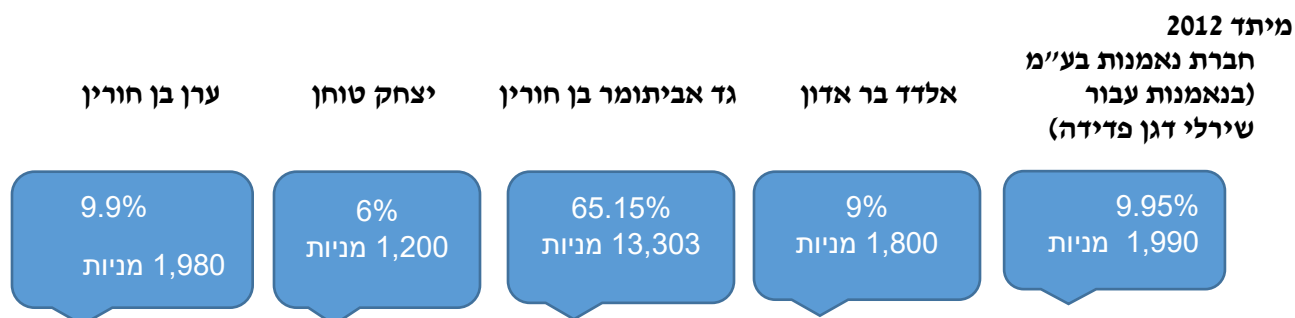 מיתד 2012
חברת נאמנות בע״מ
(בנאמנות עבור
שירלי דגן פדידה)
אלדד בר אדון
גד אביתומר בן חורין
יצחק טוחן
ערן בן חורין
9.95%
1,990 מניות
9%
1,800 מניות
65.15%
13,303 מניות
6%
1,200 מניות
9.9%
1,980 מניות